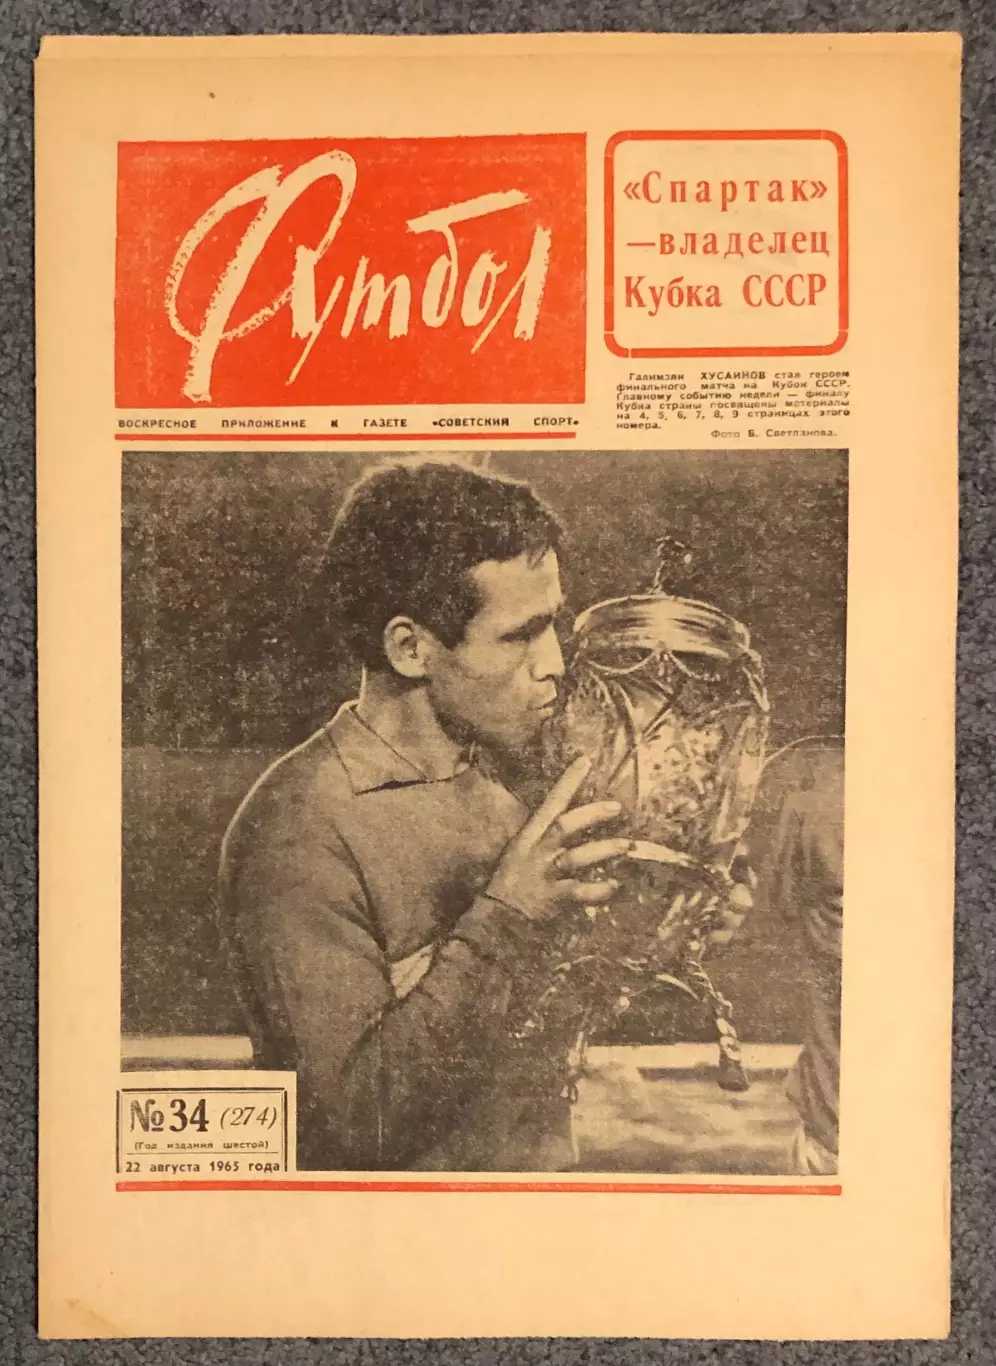 Футбол
«Спартак»
—владелец
Кубка СССР
Галимзян ХУСАИНОВ стал героем
финального матча на Кубок СССР.
Главному событию недели — финалу
Кубка страны посвящены материалы
на 4, 5, 6, 7, 8, 9 страницах этого
номера.
Фото Б. Светланова.
ВОСКРЕСНОЕ ПРИЛОЖЕНИЕ К ГАЗЕТЕ «СОВЕТСКИЙ СПОРТ»
№ 34 (274)
(Год издания шестой)
22 августа 1965 года